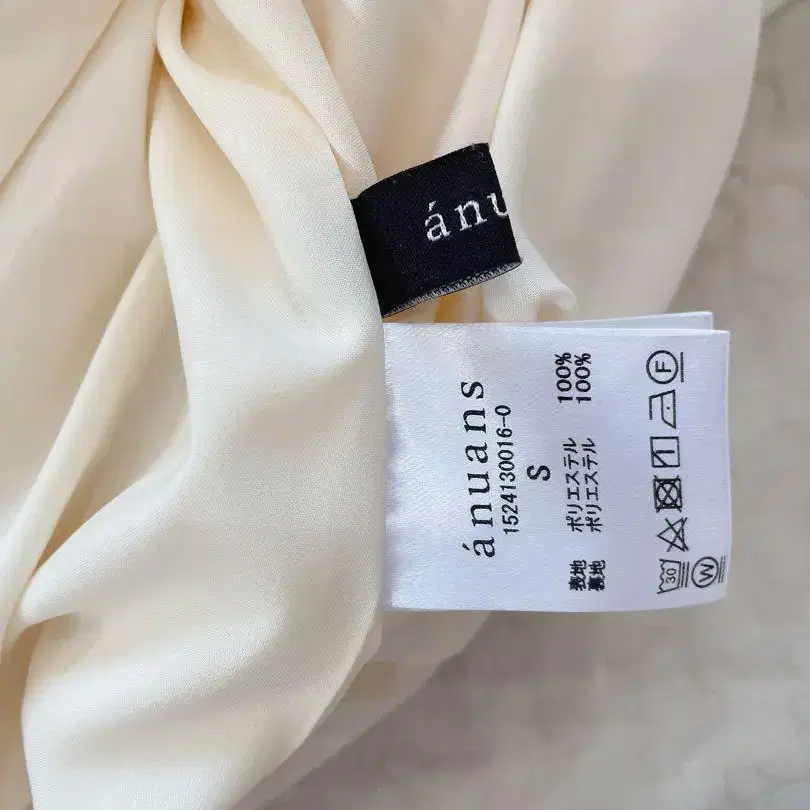 ánu
ánuans
1524130016-0
S
表地 ポリエステル 100%
裏地 ポリエステル 100%
30
W
F